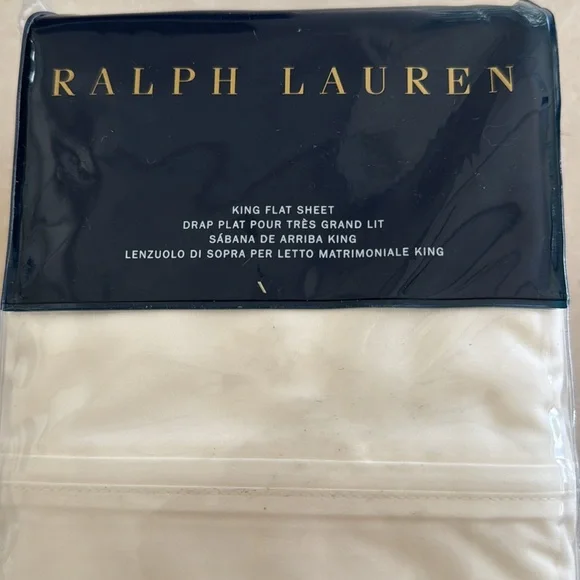 RALPH LAUREN
KING FLAT SHEET
DRAP PLAT POUR TRÈS GRAND LIT
SÁBANA DE ARRIBA KING
LENZUOLO DI SOPRA PER LETTO MATRIMONIALE KING